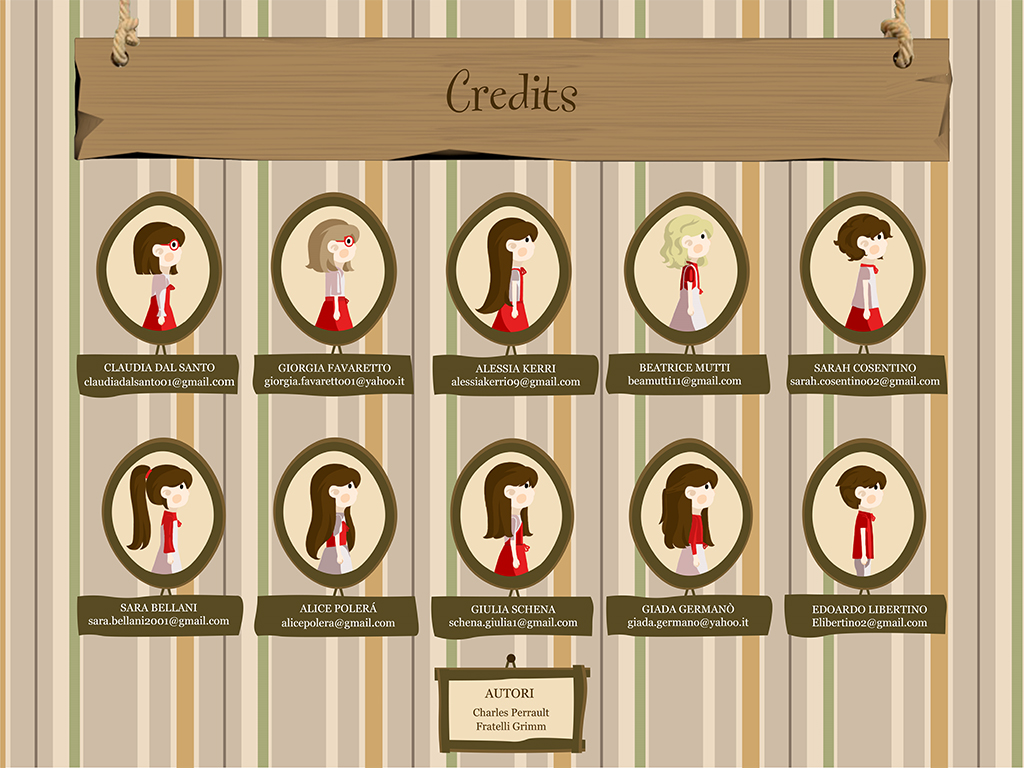 Credits
CLAUDIA DAL SANTO
claudiadalsanto01@gmail.com
GIORGIA FAVARETTO
giorgia.favaretto01@yahoo.it
ALESSIA KERRI
alessiakerri09@gmail.com
BEATRICE MUTTI
beamutti11@gmail.com
SARAH COSENTINO
sarah.cosentino02@gmail.com
SARA BELLANI
sara.bellani2001@gmail.com
ALICE POLERÁ
alicepolera@gmail.com
GIULIA SCHENA
schena.giulia1@gmail.com
GIADA GERMANÒ
giada.germano@yahoo.it
EDOARDO LIBERTINO
Elibertino2@gmail.com
AUTORI
Charles Perrault
Fratelli Grimm